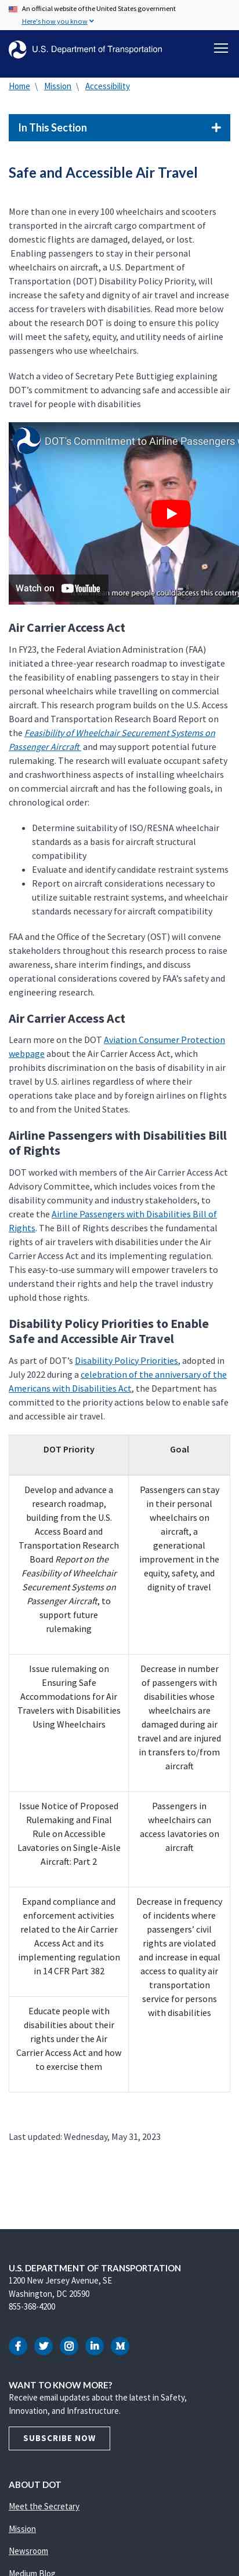 An official website of the United States government
Here's how you know
U.S. Department of Transportation
Home \ Mission \ Accessibility
In This Section
Safe and Accessible Air Travel
More than one in every 100 wheelchairs and scooters
transported in the aircraft cargo compartment of
domestic flights are damaged, delayed, or lost.
Enabling passengers to stay in their personal
wheelchairs on aircraft, a U.S. Department of
Transportation (DOT) Disability Policy Priority, will
increase the safety and dignity of air travel and increase
access for travelers with disabilities. Read more below
about the research DOT is doing to ensure this policy
will meet the safety, equity, and utility needs of airline
passengers who use wheelchairs.
Watch a video of Secretary Pete Buttigieg explaining
DOT's commitment to advancing safe and accessible air
travel for people with disabilities
DOT's Commitment to Airline Passengers w
Watch on YouTube
more people could access this country
Air Carrier Access Act
In FY23, the Federal Aviation Administration (FAA)
initiated a three-year research roadmap to investigate
the feasibility of enabling passengers to stay in their
personal wheelchairs while travelling on commercial
aircraft. This research program builds on the U.S. Access
Board and Transportation Research Board Report on
the Feasibility of Wheelchair Securement Systems on
Passenger Aircraft and may support potential future
rulemaking. The research will evaluate occupant safety
and crashworthiness aspects of installing wheelchairs
on commercial aircraft and has the following goals, in
chronological order:
• Determine suitability of ISO/RESNA wheelchair
standards as a basis for aircraft structural
compatibility
• Evaluate and identify candidate restraint systems
• Report on aircraft considerations necessary to
utilize suitable restraint systems, and wheelchair
standards necessary for aircraft compatibility
FAA and the Office of the Secretary (OST) will convene
stakeholders throughout this research process to raise
awareness, share interim findings, and discuss
operational considerations covered by FAA's safety and
engineering research.
Air Carrier Access Act
Learn more on the DOT Aviation Consumer Protection
webpage about the Air Carrier Access Act, which
prohibits discrimination on the basis of disability in air
travel by U.S. airlines regardless of where their
operations take place and by foreign airlines on flights
to and from the United States.
Airline Passengers with Disabilities Bill
of Rights
DOT worked members of the Air Carrier Access Act
Advisory Committee, which includes voices from the
disability community and industry stakeholders, to
create the Airline Passengers with Disabilities Bill of
Rights. The Bill of Rights describes the fundamental
rights of air travelers with disabilities under the Air
Carrier Access Act and its implementing regulation.
This easy-to-use summary will empower travelers to
understand their rights and help the travel industry
uphold those rights.
Disability Policy Priorities to Enable
Safe and Accessible Air Travel
As part of DOT's Disability Policy Priorities, adopted in
July 2022 during a celebration of the anniversary of the
Americans with Disabilities Act, the Department has
committed to the priority actions below to enable safe
and accessible air travel.
DOT Priority Goal
Develop and advance a
research roadmap,
building from the U.S.
Access Board and
Transportation Research
Board Report on the
Feasibility of Wheelchair
Securement Systems on
Passenger Aircraft, to
support future
rulemaking
Passengers can stay
in their personal
wheelchairs on
aircraft, a
generational
improvement in the
equity, safety, and
dignity of travel
Issue rulemaking on
Ensuring Safe
Accommodations for Air
Travelers with Disabilities
Using Wheelchairs
Decrease in number
of passengers with
disabilities whose
wheelchairs are
damaged during air
travel and are injured
in transfers to/from
aircraft
Issue Notice of Proposed
Rulemaking and Final
Rule on Accessible
Lavatories on Single-Aisle
Aircraft: Part 2
Passengers in
wheelchairs can
access lavatories on
aircraft
Expand compliance and
enforcement activities
related to the Air Carrier
Access Act and its
implementing regulation
in 14 CFR Part 382
Decrease in frequency
of incidents where
passengers' civil
rights are violated
and increase in equal
access to quality air
transportation
service for persons
with disabilities
Educate people with
disabilities about their
rights under the Air
Carrier Access Act and how
to exercise them
Last updated: Wednesday, May 31, 2023
U.S. DEPARTMENT OF TRANSPORTATION
1200 New Jersey Avenue, SE
Washington, DC 20590
855-368-4200
WANT TO KNOW MORE?
Receive email updates about the latest in Safety,
Innovation, and Infrastructure.
SUBSCRIBE NOW
ABOUT DOT
Meet the Secretary
Mission
Newsroom
Medium Blog